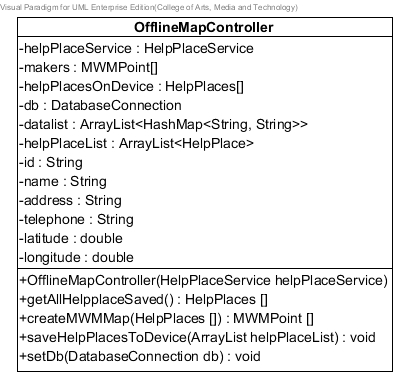 Visual Paradigm for UML Enterprise Edition(College of Arts, Media and Technology)
OfflineMapController
-helpPlaceService : HelpPlaceService
-makers : MWMPoint[]
-helpPlacesOnDevice : HelpPlaces[]
-db : DatabaseConnection
-datalist : ArrayList<HashMap<String, String>>
-helpPlaceList : ArrayList<HelpPlace>
-id : String
-name : String
-address : String
-telephone : String
-latitude : double
-longitude : double
+OfflineMapController(HelpPlaceService helpPlaceService)
+getAllHelpplaceSaved() : HelpPlaces []
+createMWMMap(HelpPlaces []) : MWMPoint []
+saveHelpPlacesToDevice(ArrayList helpPlaceList) : void
+setDb(DatabaseConnection db) : void